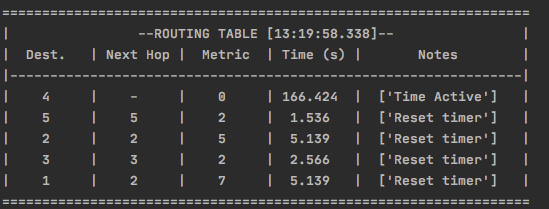 ===============================================================
|               --ROUTING TABLE [13:19:58.338]--               |
|  Dest.   | Next Hop |  Metric  | Time (s) |       Notes       |
|--------------------------------------------------------------|
|    4     |    -     |    0     | 166.424  |  ['Time Active']  |
|    5     |    5     |    2     |  1.536   |  ['Reset timer']  |
|    2     |    2     |    5     |  5.139   |  ['Reset timer']  |
|    3     |    3     |    2     |  2.566   |  ['Reset timer']  |
|    1     |    2     |    7     |  5.139   |  ['Reset timer']  |
===============================================================